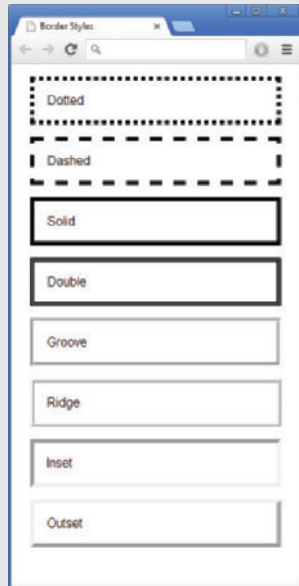 Border Styles
Dotted
Dashed
Solid
Double
Groove
Ridge
Inset
Outset